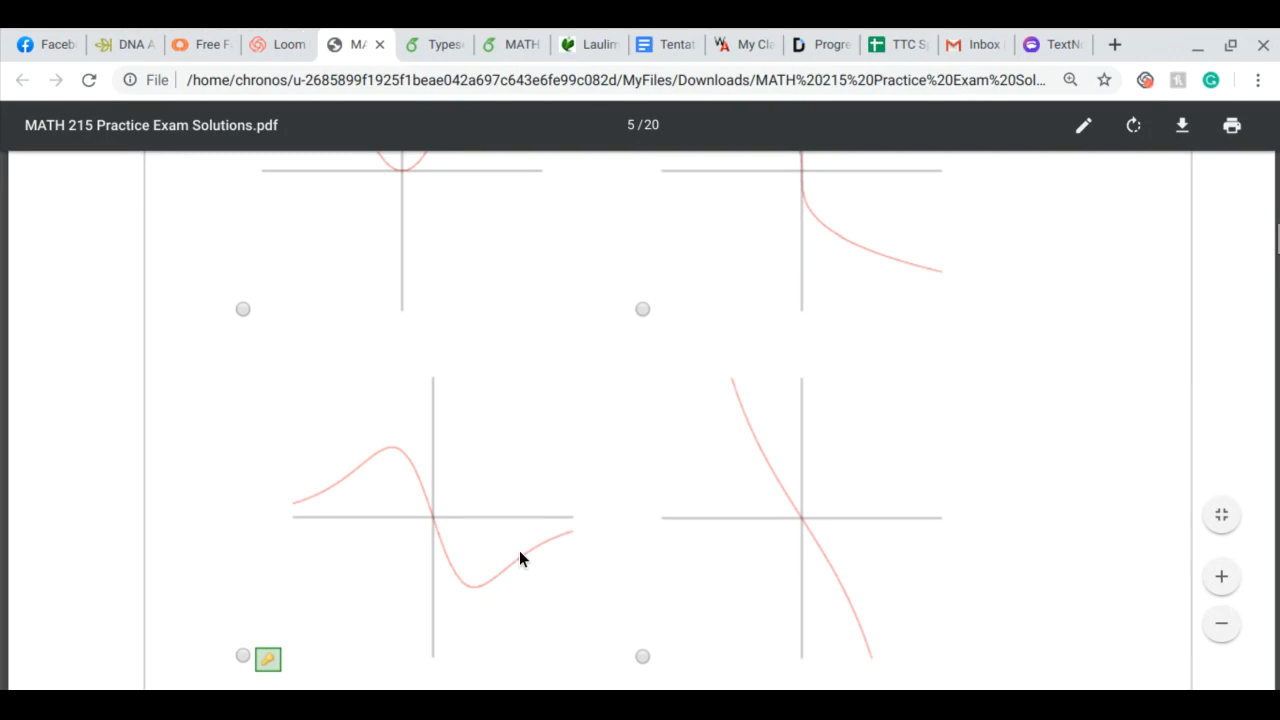 Faceb
DNA A
Free F
Loom
MA
Types
MATH
Laulim
Tentat
My Cla
Progre
TTC S
Inbox
TextN
File
/home/chronos/u-2685899f1925f1beae042a697c643e6fe99c082d/MyFiles/Downloads/MATH%20215%20Practice%20Exam%20Sol...
MATH 215 Practice Exam Solutions.pdf
5 / 20